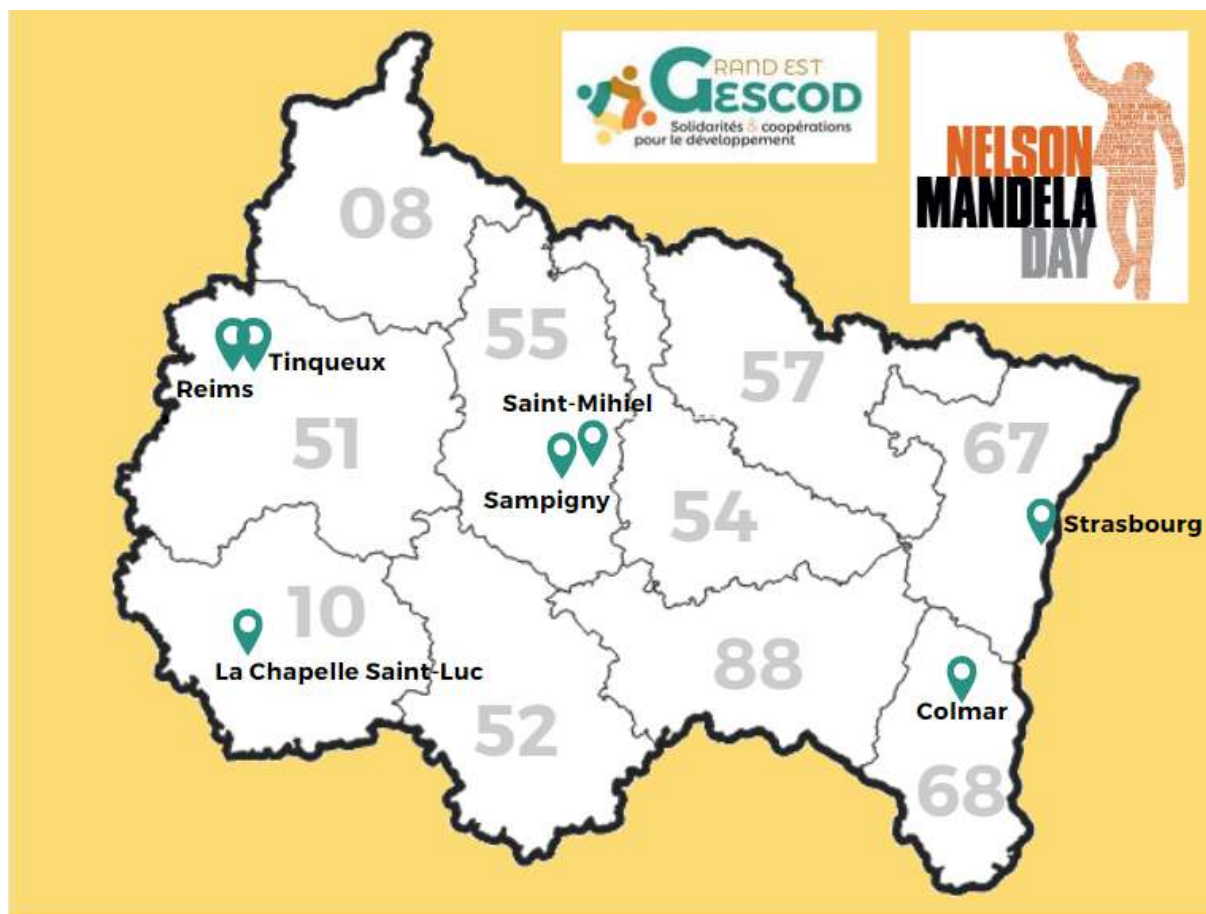 GRAND EST
GESCOD
Solidarités & coopérations
pour le développement
NELSON
MANDELA
DAY
08
55
57
Tinqueux
Reims
Saint-Mihiel
51
67
Sampigny
54
Strasbourg
10
La Chapelle Saint-Luc
88
Colmar
52
68